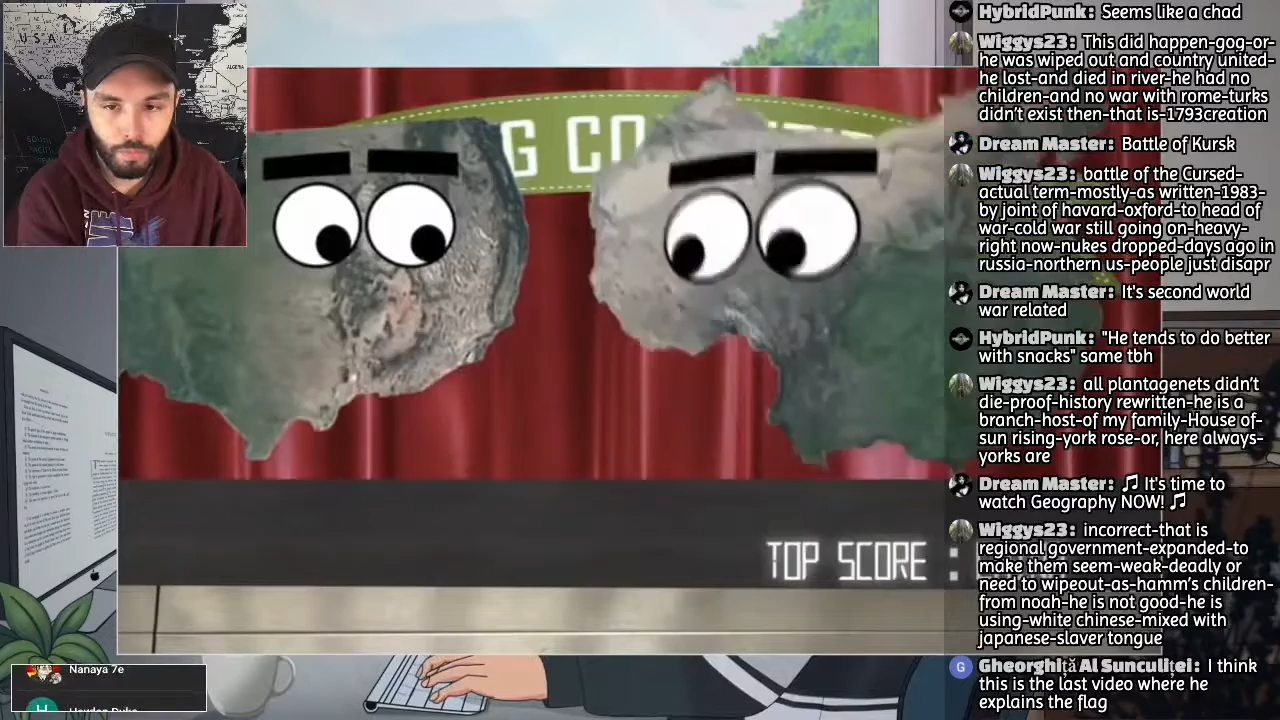 USA
ALGERIA
SOUTH
PACIFIC
G CO
TOP SCORE :
Nanaya 7e
HybridPunk: Seems like a chad
Wiggys23: This did happen-gog-or-
he was wiped out and country united-
he lost-and died in river-he had no
children-and no war with rome-turks
didn't exist then-that is-1793creation
Dream Master: Battle of Kursk
Wiggys23: battle of the Cursed-
actual term-mostly-as written-1983-
by joint of havard-oxford-to head of
war-cold war still going on-heavy-
right now-nukes dropped-days ago in
russia-northern us-people just disapr
Dream Master: It's second world
war related
HybridPunk: "He tends to do better
with snacks" same tbh
Wiggys23: all plantagenets didn't
die-proof-history rewritten-he is a
branch-host-of my family-House of-
sun rising-york rose-or, here always-
yorks are
Dream Master: 🎵 It's time to
watch Geography NOW! 🎵
Wiggys23: incorrect-that is
regional government-expanded-to
make them seem-weak-deadly or
need to wipeout-as-hamm's children-
from noah-he is not good-he is
using-white chinese-mixed with
japanese-slaver tongue
G Gheorghiță Al Sunculiței: I think
this is the last video where he
explains the flag